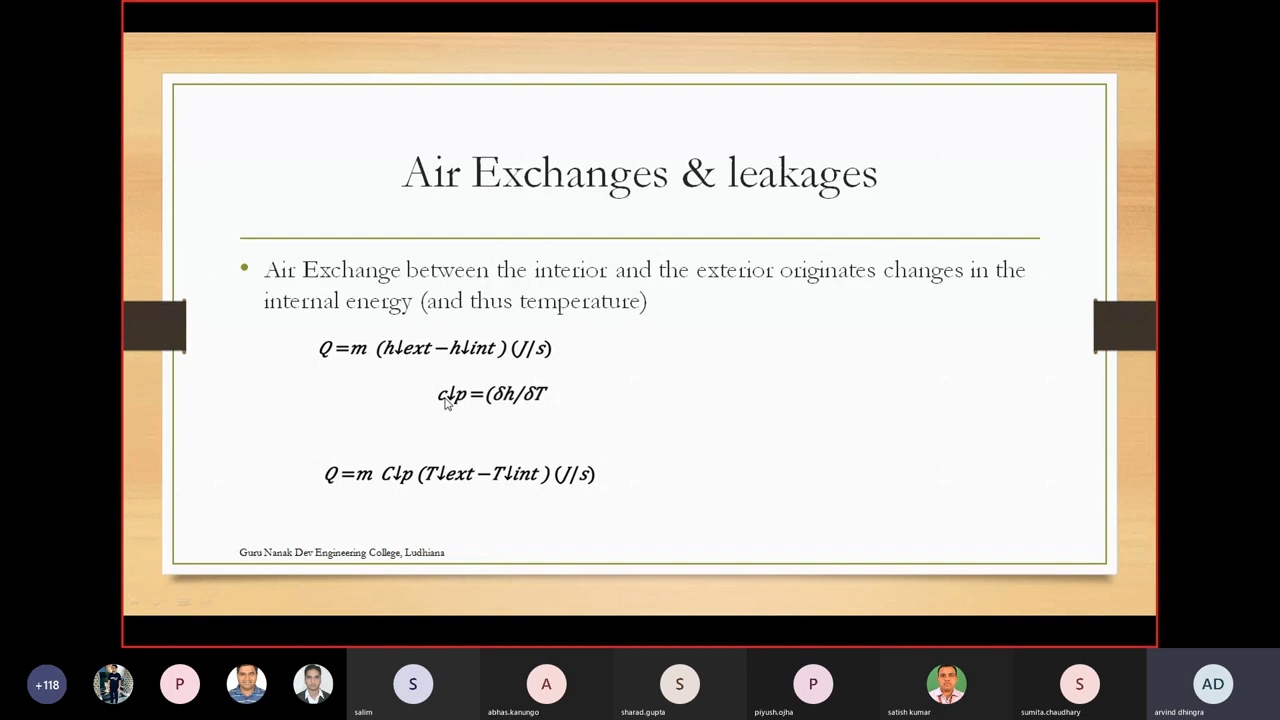 Air Exchanges & leakages
• Air Exchange between the interior and the exterior originates changes in the
internal energy (and thus temperature)
Q=m (h↓ext −h↓int )(J/s)
c↓p =(δh/δT
Q=m C↓p (T↓ext −T↓int )(J/s)
Guru Nanak Dev Engineering College, Ludhiana
+118 P S A S P S AD
salim abhas.kanungo sharad.gupta piyush.ojha satish kumar sumita.chaudhary arvind dhingra